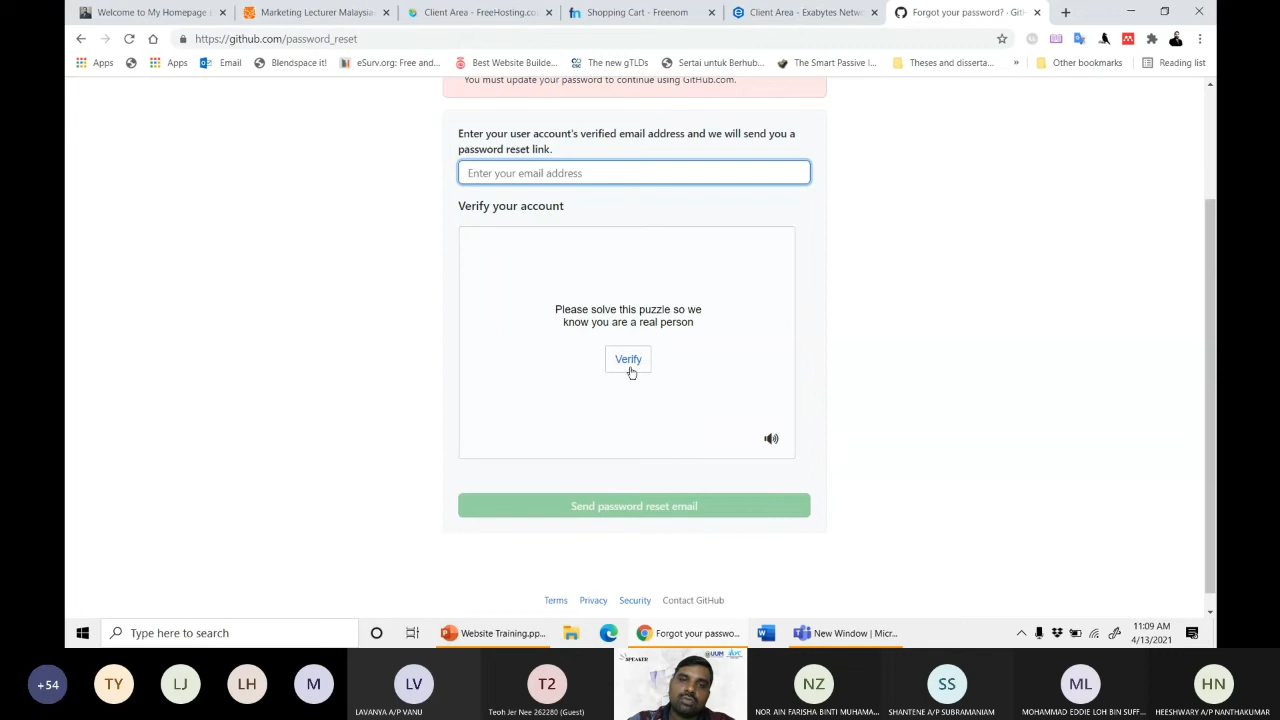 Welcome to My Homepage
Marketing Lecturer Malaysia
Client Area - FreeHosting.co
Shopping Cart - Freenom
Client Area - Exabytes Netw
Forgot your password? · Git
https://github.com/password_reset
Apps
Apps
Email
Blendspace it!
eSurv.org: Free and...
Best Website Builde...
The new gTLDs
Sertai untuk Berhub...
The Smart Passive I...
Theses and disserta...
»
Other bookmarks
Reading list
You must update your password to continue using GitHub.com.
Enter your user account's verified email address and we will send you a
password reset link.
Enter your email address
Verify your account
Please solve this puzzle so we
know you are a real person
Verify
Send password reset email
Terms
Privacy
Security
Contact GitHub
Type here to search
Website Training.pp...
Forgot your passwo...
New Window | Micr...
11:09 AM
4/13/2021
SPEAKER
UUM
+54
TY
LJ
LH
M
LV
T2
NZ
SS
ML
HN
LAVANYA A/P VANU
Teoh Jer Nee 262280 (Guest)
NOR AIN FARISHA BINTI MUHAMA...
SHANTENE A/P SUBRAMANIAM
MOHAMMAD EDDIE LOH BIN SUFF...
HEESHWARY A/P NANTHAKUMAR